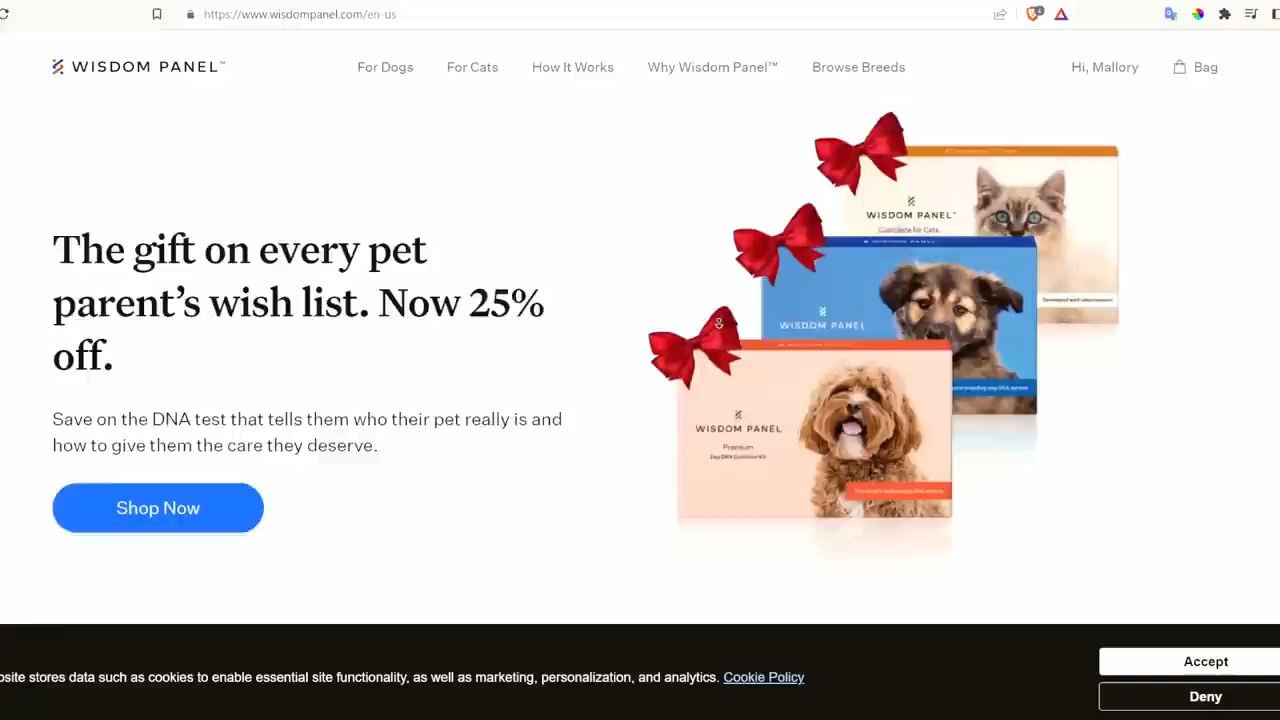 https://www.wisdompanel.com/en-us
4
WISDOM PANEL™
For Dogs
For Cats
How It Works
Why Wisdom Panel™
Browse Breeds
Hi, Mallory
Bag
The gift on every pet
parent’s wish list. Now 25%
off.
Save on the DNA test that tells them who their pet really is and
how to give them the care they deserve.
Shop Now
WISDOM PANEL™
Complete for Cats
WISDOM PANEL
WISDOM PANEL
Premium
site stores data such as cookies to enable essential site functionality, as well as marketing, personalization, and analytics. Cookie Policy
Accept
Deny